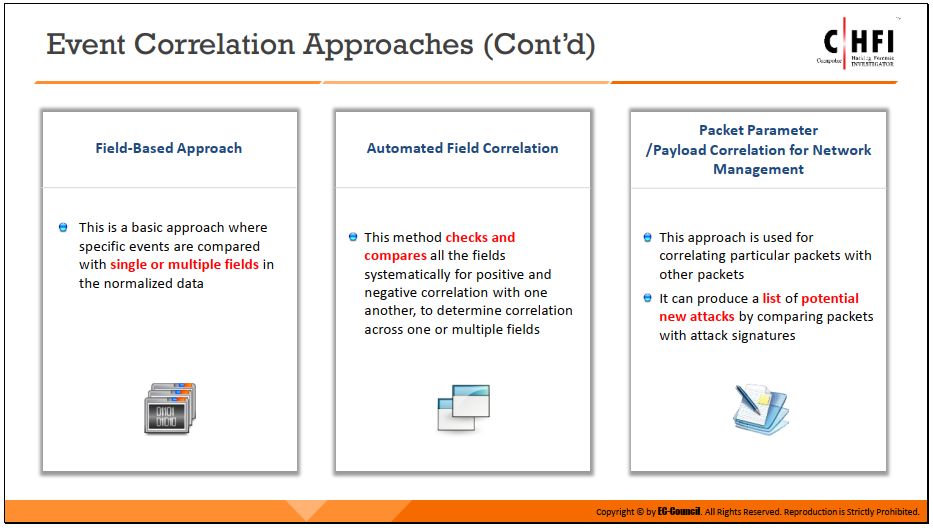 Event Correlation Approaches (Cont’d)
CHFI
Computer Hacking Forensic
INVESTIGATOR
Field-Based Approach
This is a basic approach where
specific events are compared
with single or multiple fields in
the normalized data
01101
01010
Automated Field Correlation
This method checks and
compares all the fields
systematically for positive and
negative correlation with one
another, to determine correlation
across one or multiple fields
Packet Parameter
/Payload Correlation for Network
Management
This approach is used for
correlating particular packets with
other packets
It can produce a list of potential
new attacks by comparing packets
with attack signatures
Copyright © by EC-Council. All Rights Reserved. Reproduction is Strictly Prohibited.